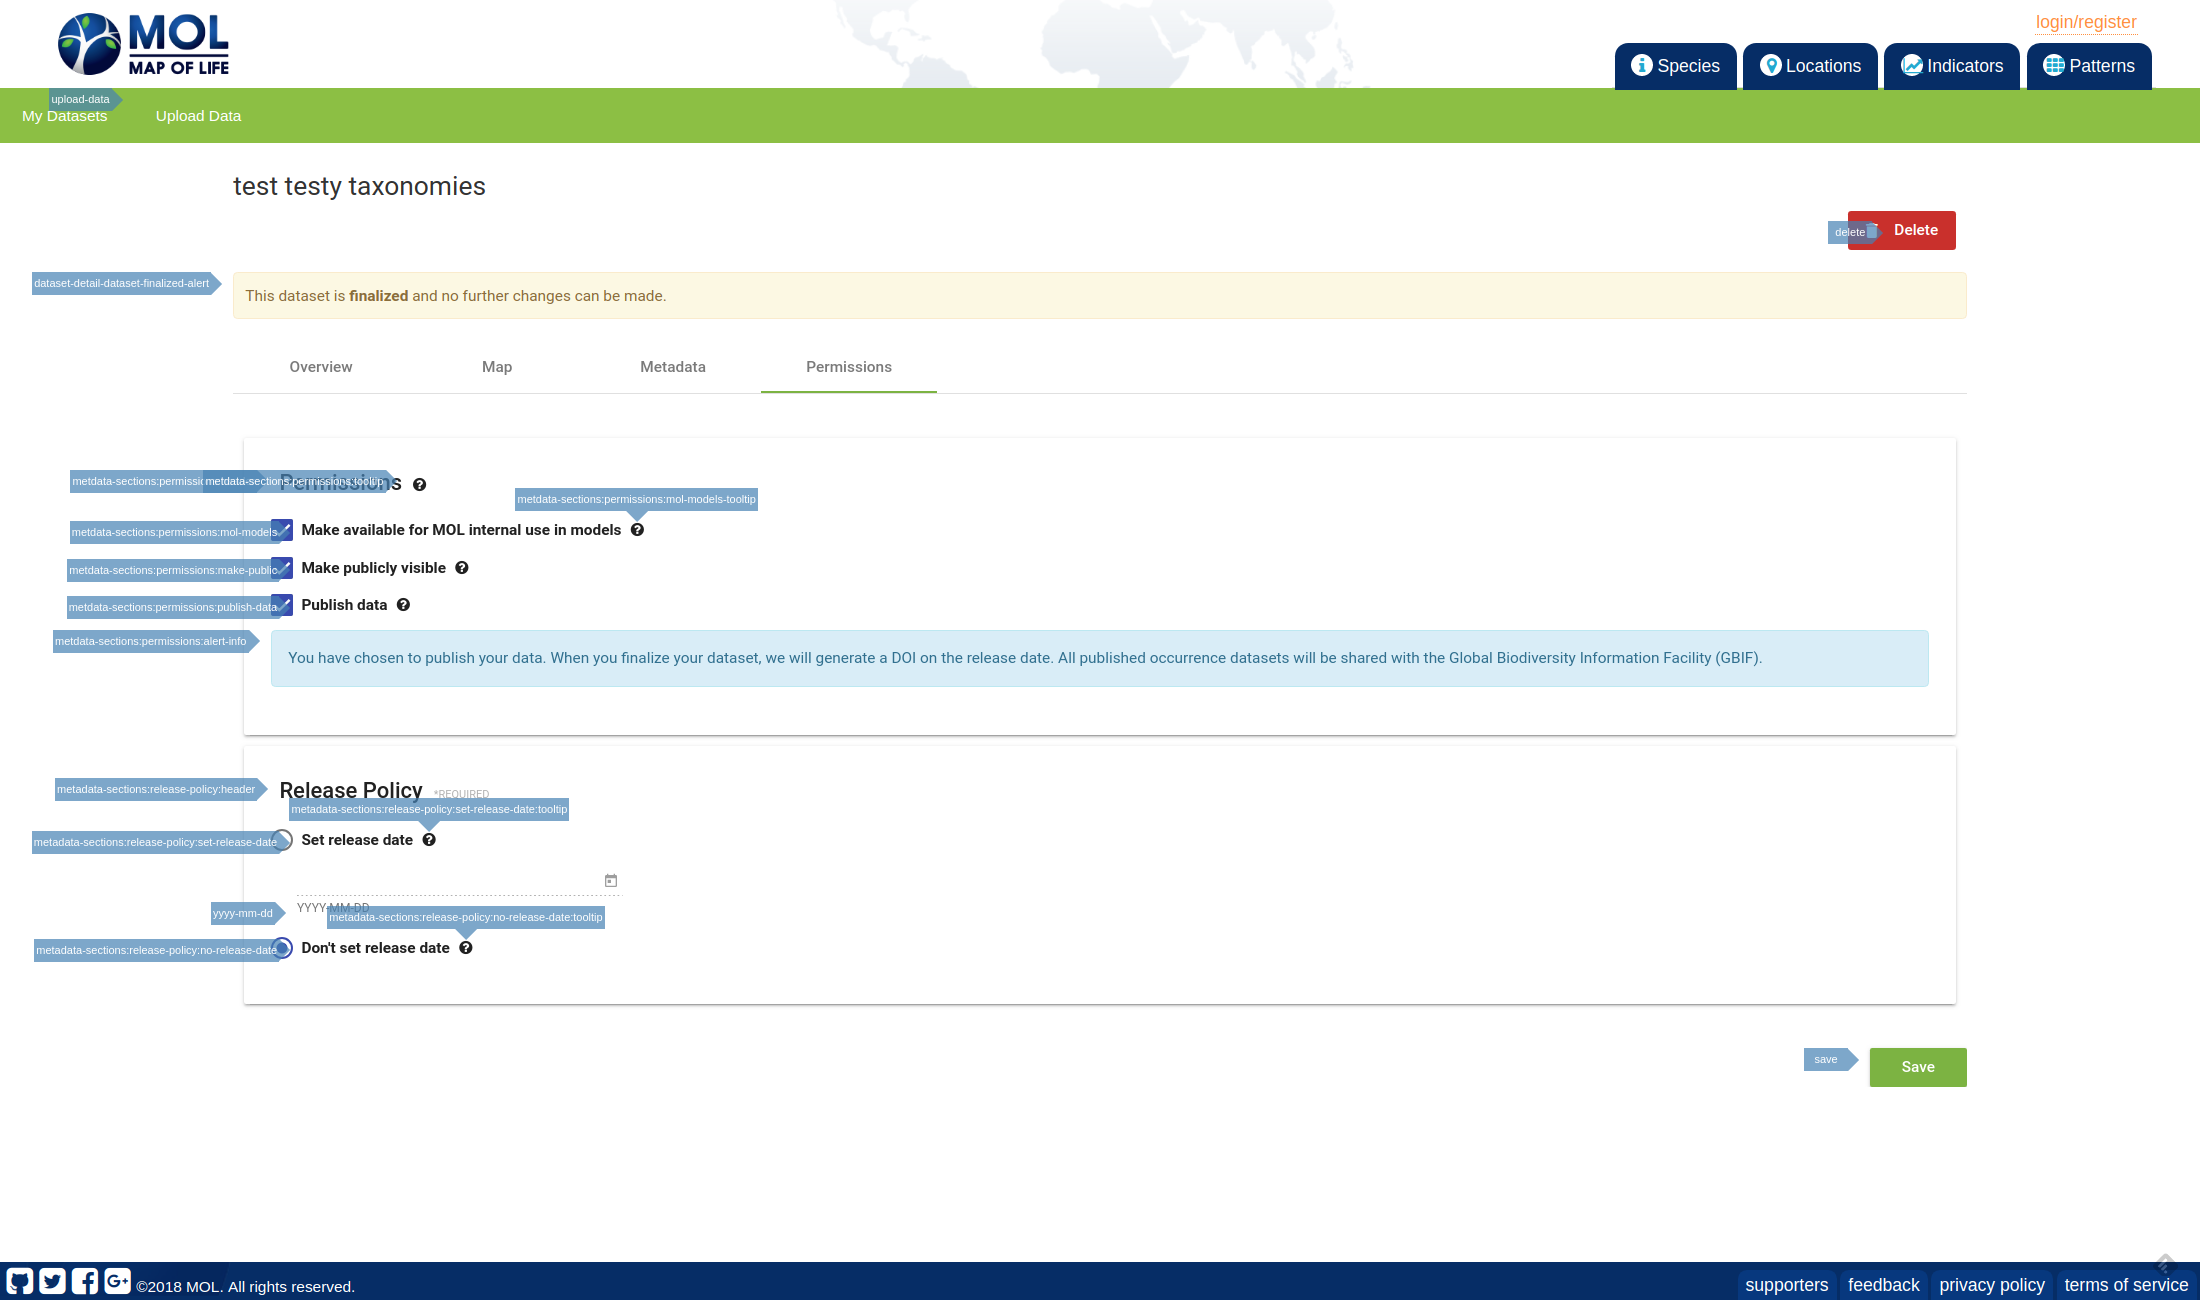 MOL
MAP OF LIFE
login/register
Species
Locations
Indicators
Patterns
upload-data
My Datasets
Upload Data
test testy taxonomies
delete
Delete
dataset-detail-dataset-finalized-alert
This dataset is finalized and no further changes can be made.
Overview
Map
Metadata
Permissions
metdata-sections:permissio
metdata-sections:permissions:tooltip
Permissions
metdata-sections:permissions:mol-models-tooltip
metdata-sections:permissions:mol-models
Make available for MOL internal use in models
metdata-sections:permissions:make-public
Make publicly visible
metdata-sections:permissions:publish-data
Publish data
metdata-sections:permissions:alert-info
You have chosen to publish your data. When you finalize your dataset, we will generate a DOI on the release date. All published occurrence datasets will be shared with the Global Biodiversity Information Facility (GBIF).
metadata-sections:release-policy:header
Release Policy
*REQUIRED
metadata-sections:release-policy:set-release-date:tooltip
metadata-sections:release-policy:set-release-date
Set release date
yyyy-mm-dd
YYYY-MM-DD
metadata-sections:release-policy:no-release-date:tooltip
metadata-sections:release-policy:no-release-date
Don't set release date
save
Save
©2018 MOL. All rights reserved.
supporters
feedback
privacy policy
terms of service